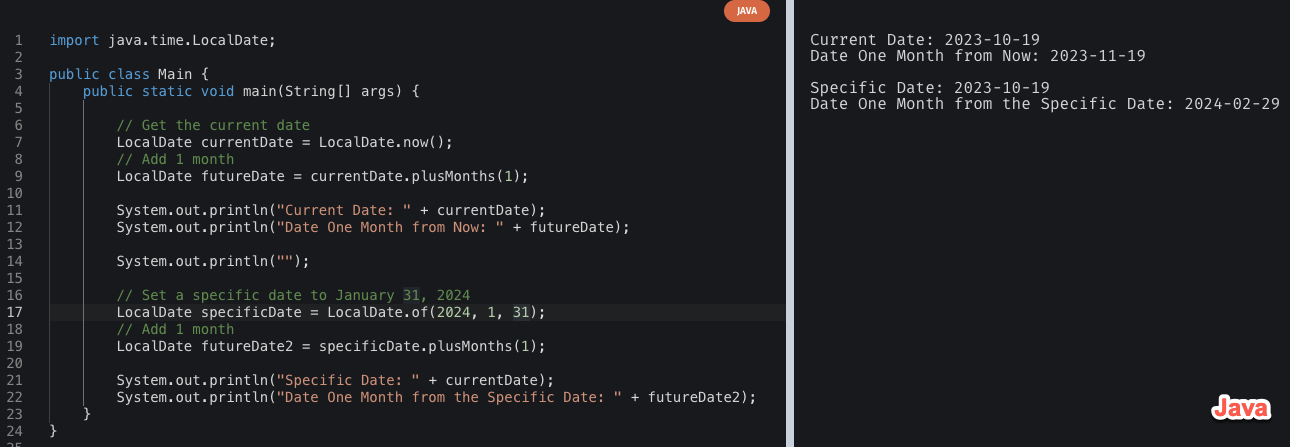 JAVA
1 import java.time.LocalDate;
2
3 public class Main {
4 public static void main(String[] args) {
5
6 // Get the current date
7 LocalDate currentDate = LocalDate.now();
8 // Add 1 month
9 LocalDate futureDate = currentDate.plusMonths(1);
10
11 System.out.println("Current Date: " + currentDate);
12 System.out.println("Date One Month from Now: " + futureDate);
13
14 System.out.println("");
15
16 // Set a specific date to January 31, 2024
17 LocalDate specificDate = LocalDate.of(2024, 1, 31);
18 // Add 1 month
19 LocalDate futureDate2 = specificDate.plusMonths(1);
20
21 System.out.println("Specific Date: " + currentDate);
22 System.out.println("Date One Month from the Specific Date: " + futureDate2);
23 }
24 }
25
Current Date: 2023-10-19
Date One Month from Now: 2023-11-19
Specific Date: 2023-10-19
Date One Month from the Specific Date: 2024-02-29
Java